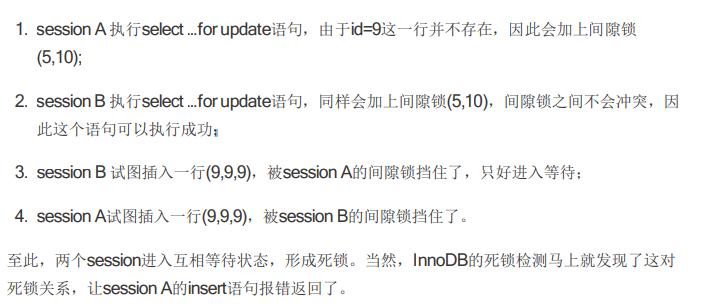 1. session A 执行select ...for update语句，由于id=9这一行并不存在，因此会加上间隙锁
(5,10);
2. session B 执行select ...for update语句，同样会加上间隙锁(5,10)，间隙锁之间不会冲突，因
此这个语句可以执行成功;
3. session B 试图插入一行(9,9,9)，被session A的间隙锁挡住了，只好进入等待；
4. session A试图插入一行(9,9,9)，被session B的间隙锁挡住了。
至此，两个session进入互相等待状态，形成死锁。当然，InnoDB的死锁检测马上就发现了这对
死锁关系，让session A的insert语句报错返回了。